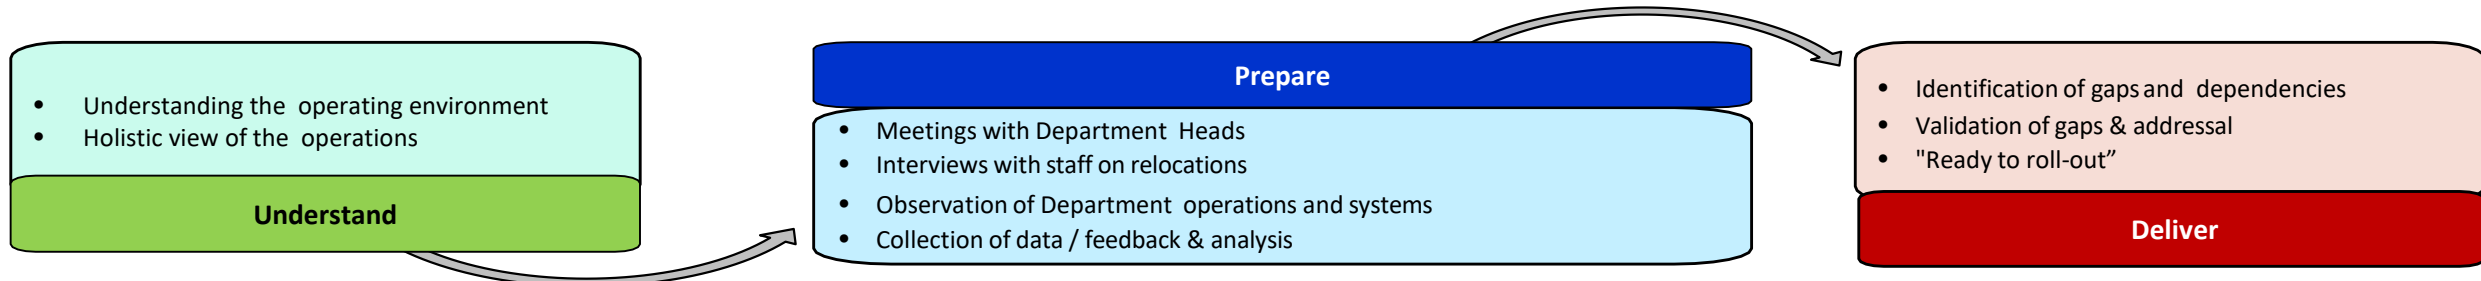 • Understanding the operating environment
• Holistic view of the operations
Understand
Prepare
• Meetings with Department Heads
• Interviews with staff on relocations
• Observation of Department operations and systems
• Collection of data / feedback & analysis
• Identification of gaps and dependencies
• Validation of gaps & addressal
• "Ready to roll-out”
Deliver